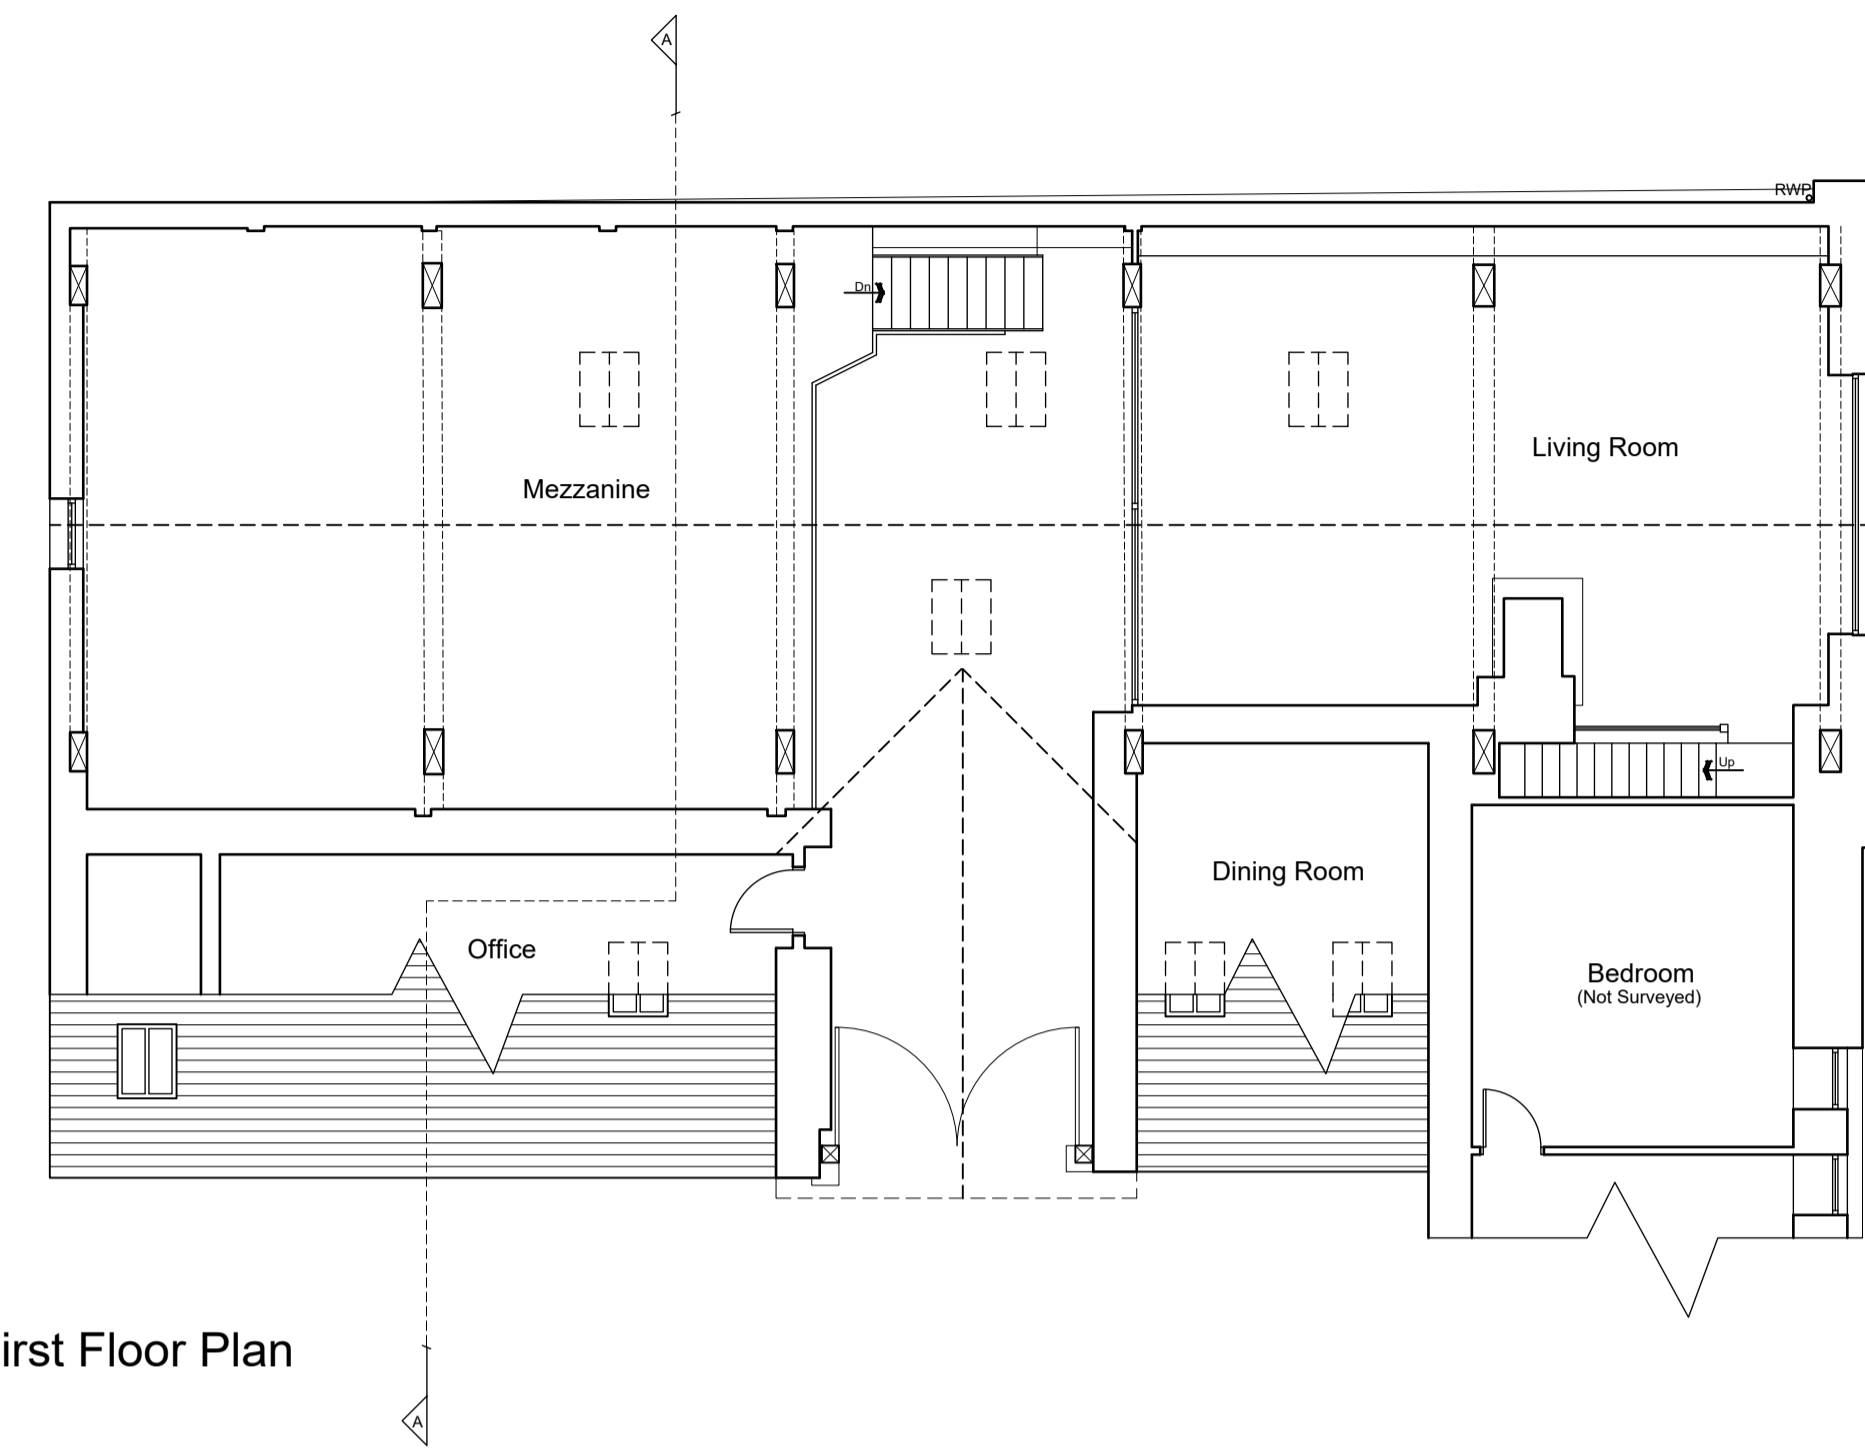 A
RWP
Dn
Living Room
Mezzanine
Up
Dining Room
Office
Bedroom
(Not Surveyed)
irst Floor Plan
A